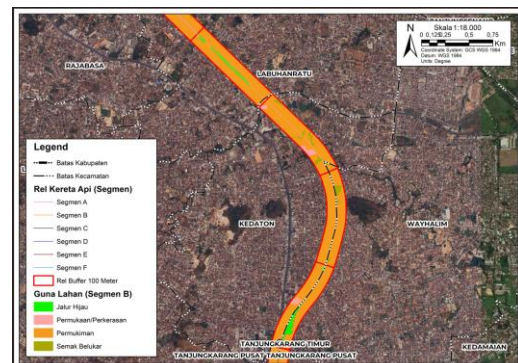 Skala 1:18.000
N
0 0,125 0,25 0,5 0,75
Km
Coordinate System: GCS WGS 1984
Datum: WGS 1984
Units: Degree
RAJABASA
LABUHANRATU
Legend
Batas Kabupaten
Batas Kecamatan
Rel Kereta Api (Segmen)
Segmen A
Segmen B
Segmen C
Segmen D
Segmen E
Segmen F
Rel Buffer 100 Meter
Guna Lahan (Segmen B)
Jalur Hijau
Permukaan/Perkerasan
Permukiman
Semak Belukar
KEDATON
WAYHALIM
TANJUNGKARANG TIMUR
TANJUNGKARANG PUSAT TANJUNGKARANG PUSAT
KEDAMAIAN